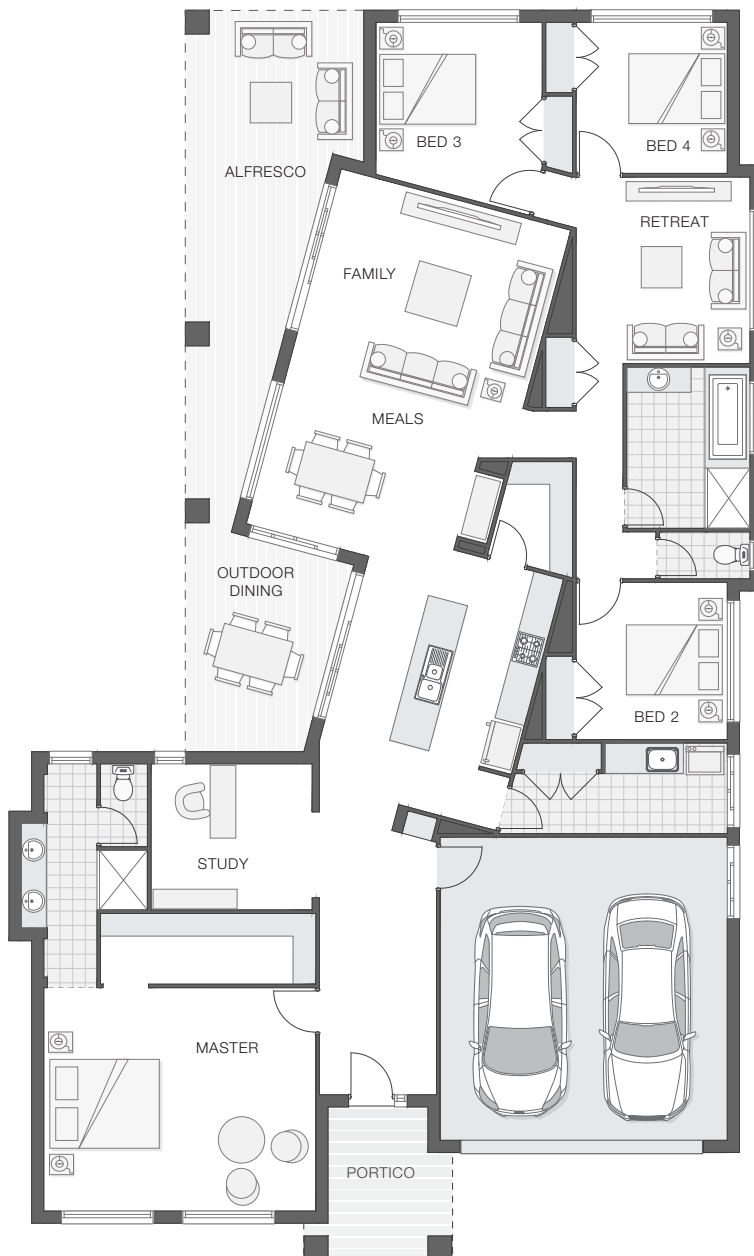 BED 3
BED 4
ALFRESCO
RETREAT
FAMILY
MEALS
OUTDOOR
DINING
BED 2
STUDY
MASTER
PORTICO